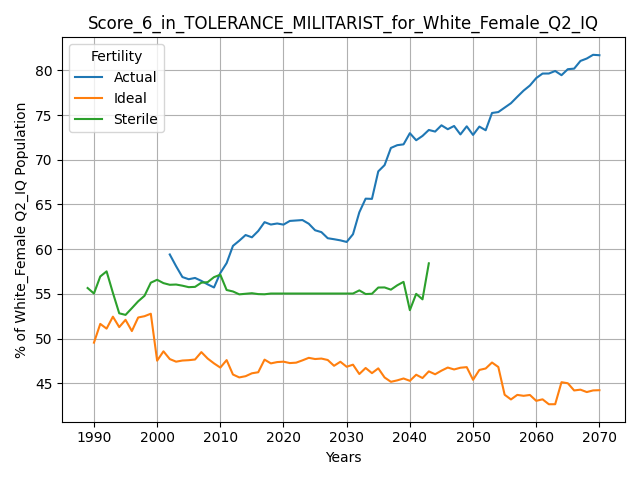 Score_6_in_TOLERANCE_MILITARIST_for_White_Female_Q2_IQ
Fertility
Actual
Ideal
Sterile
% of White_Female Q2_IQ Population
80
75
70
65
60
55
50
45
1990 2000 2010 2020 2030 2040 2050 2060 2070
Years